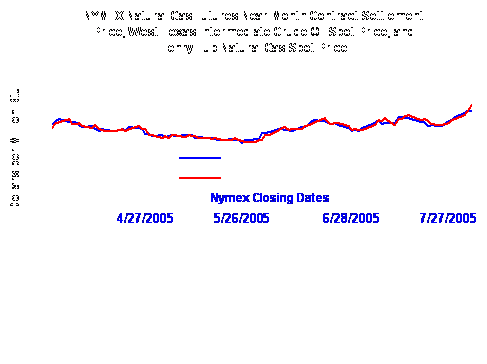 NYMEX Natural Gas Futures Near-Month Contract Settlement
Price, West Texas Intermediate Crude Oil Spot Price, and
Henry Hub Natural Gas Spot Price
Nymex Closing Dates
4/27/2005 5/26/2005 6/28/2005 7/27/2005